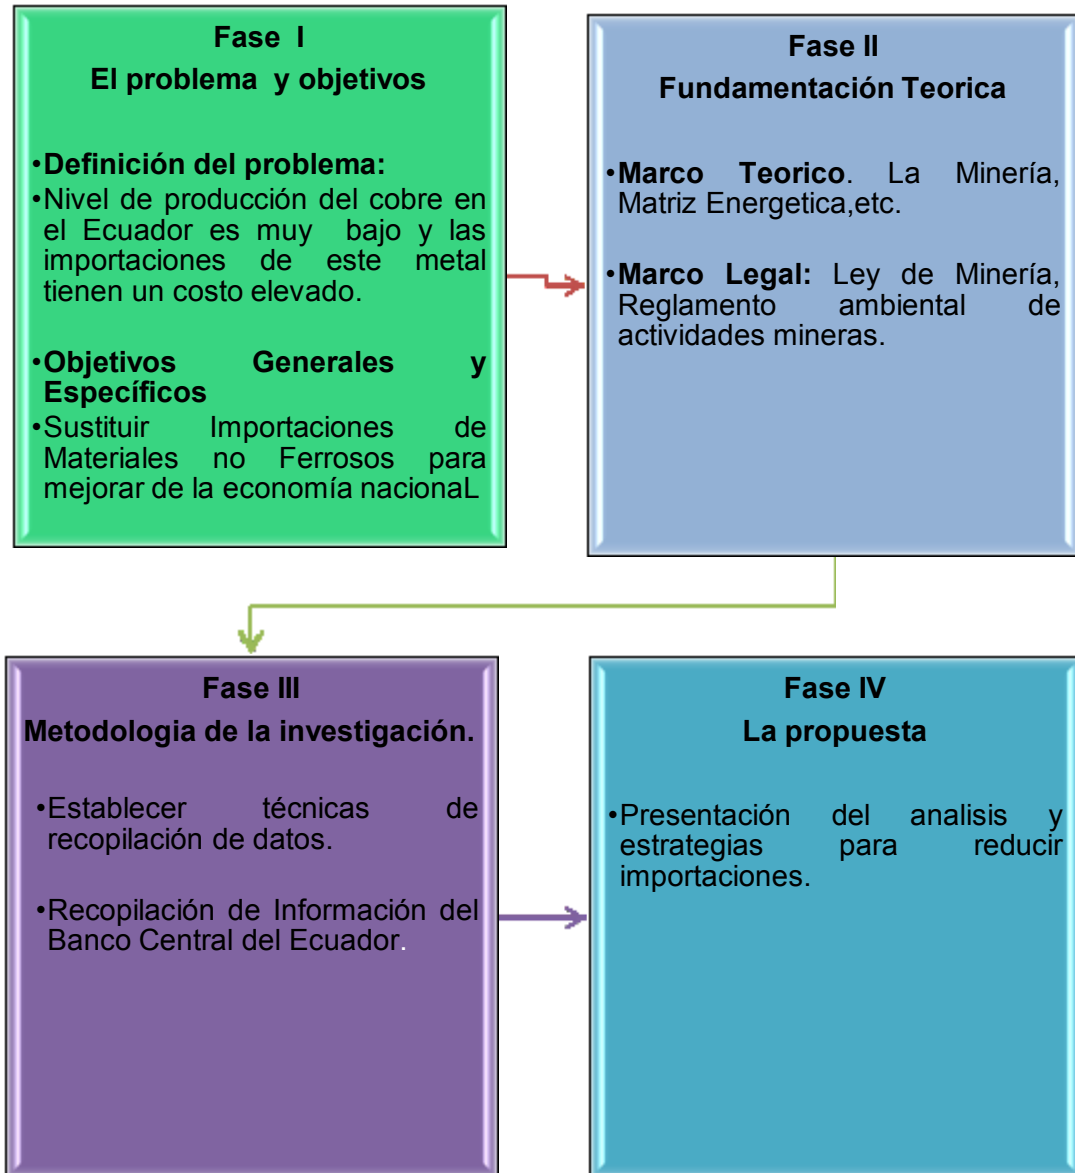 Fase I
El problema y objetivos
•Definición del problema:
•Nivel de producción del cobre en
el Ecuador es muy bajo y las
importaciones de este metal
tienen un costo elevado.
•Objetivos Generales y
Específicos
•Sustituir Importaciones de
Materiales no Ferrosos para
mejorar de la economía nacionaL
Fase II
Fundamentación Teorica
•Marco Teorico. La Minería,
Matriz Energetica,etc.
•Marco Legal: Ley de Minería,
Reglamento ambiental de
actividades mineras.
Fase III
Metodologia de la investigación.
•Establecer técnicas de
recopilación de datos.
•Recopilación de Información del
Banco Central del Ecuador.
Fase IV
La propuesta
•Presentación del analisis y
estrategias para reducir
importaciones.